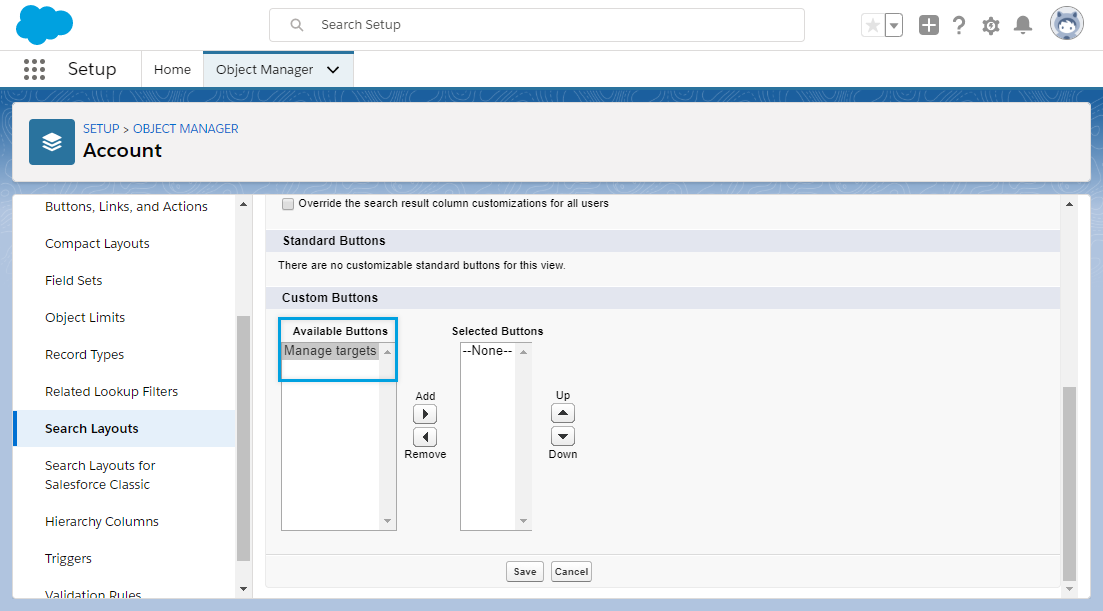 Search Setup
Setup
Home
Object Manager
SETUP > OBJECT MANAGER
Account
Buttons, Links, and Actions
Compact Layouts
Field Sets
Object Limits
Record Types
Related Lookup Filters
Search Layouts
Search Layouts for
Salesforce Classic
Hierarchy Columns
Triggers
Validation Rules
Override the search result column customizations for all users
Standard Buttons
There are no customizable standard buttons for this view.
Custom Buttons
Available Buttons
Selected Buttons
Manage targets
--None--
Add
Remove
Up
Down
Save
Cancel